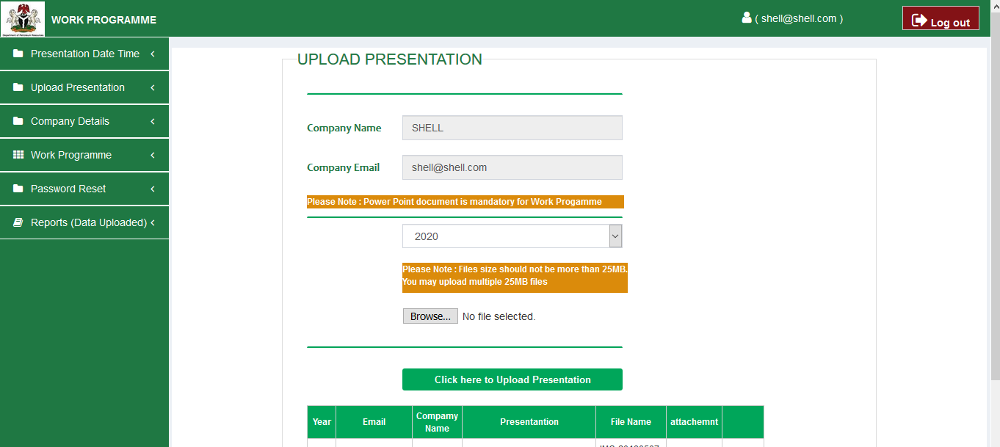 Department of Petroleum Resources
WORK PROGRAMME
( shell@shell.com )
Log out
Presentation Date Time
Upload Presentation
Company Details
Work Programme
Password Reset
Reports (Data Uploaded)
UPLOAD PRESENTATION
Company Name SHELL
Company Email shell@shell.com
Please Note : Power Point document is mandatory for Work Progamme
2020
Please Note : Files size should not be more than 25MB.
You may upload multiple 25MB files
Browse... No file selected.
Click here to Upload Presentation
Year Email Compamy Name Presentantion File Name attachemnt